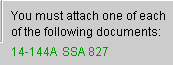 You must attach one of each
of the following documents:
14-144A SSA 827